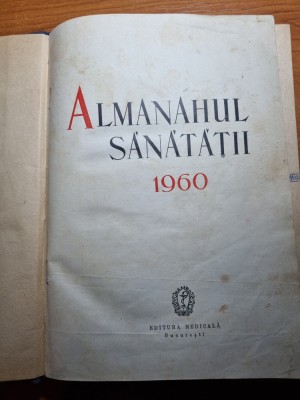 ALMANAHUL
SĂNĂTĂȚII
1960
EDITURA MEDICALĂ
București